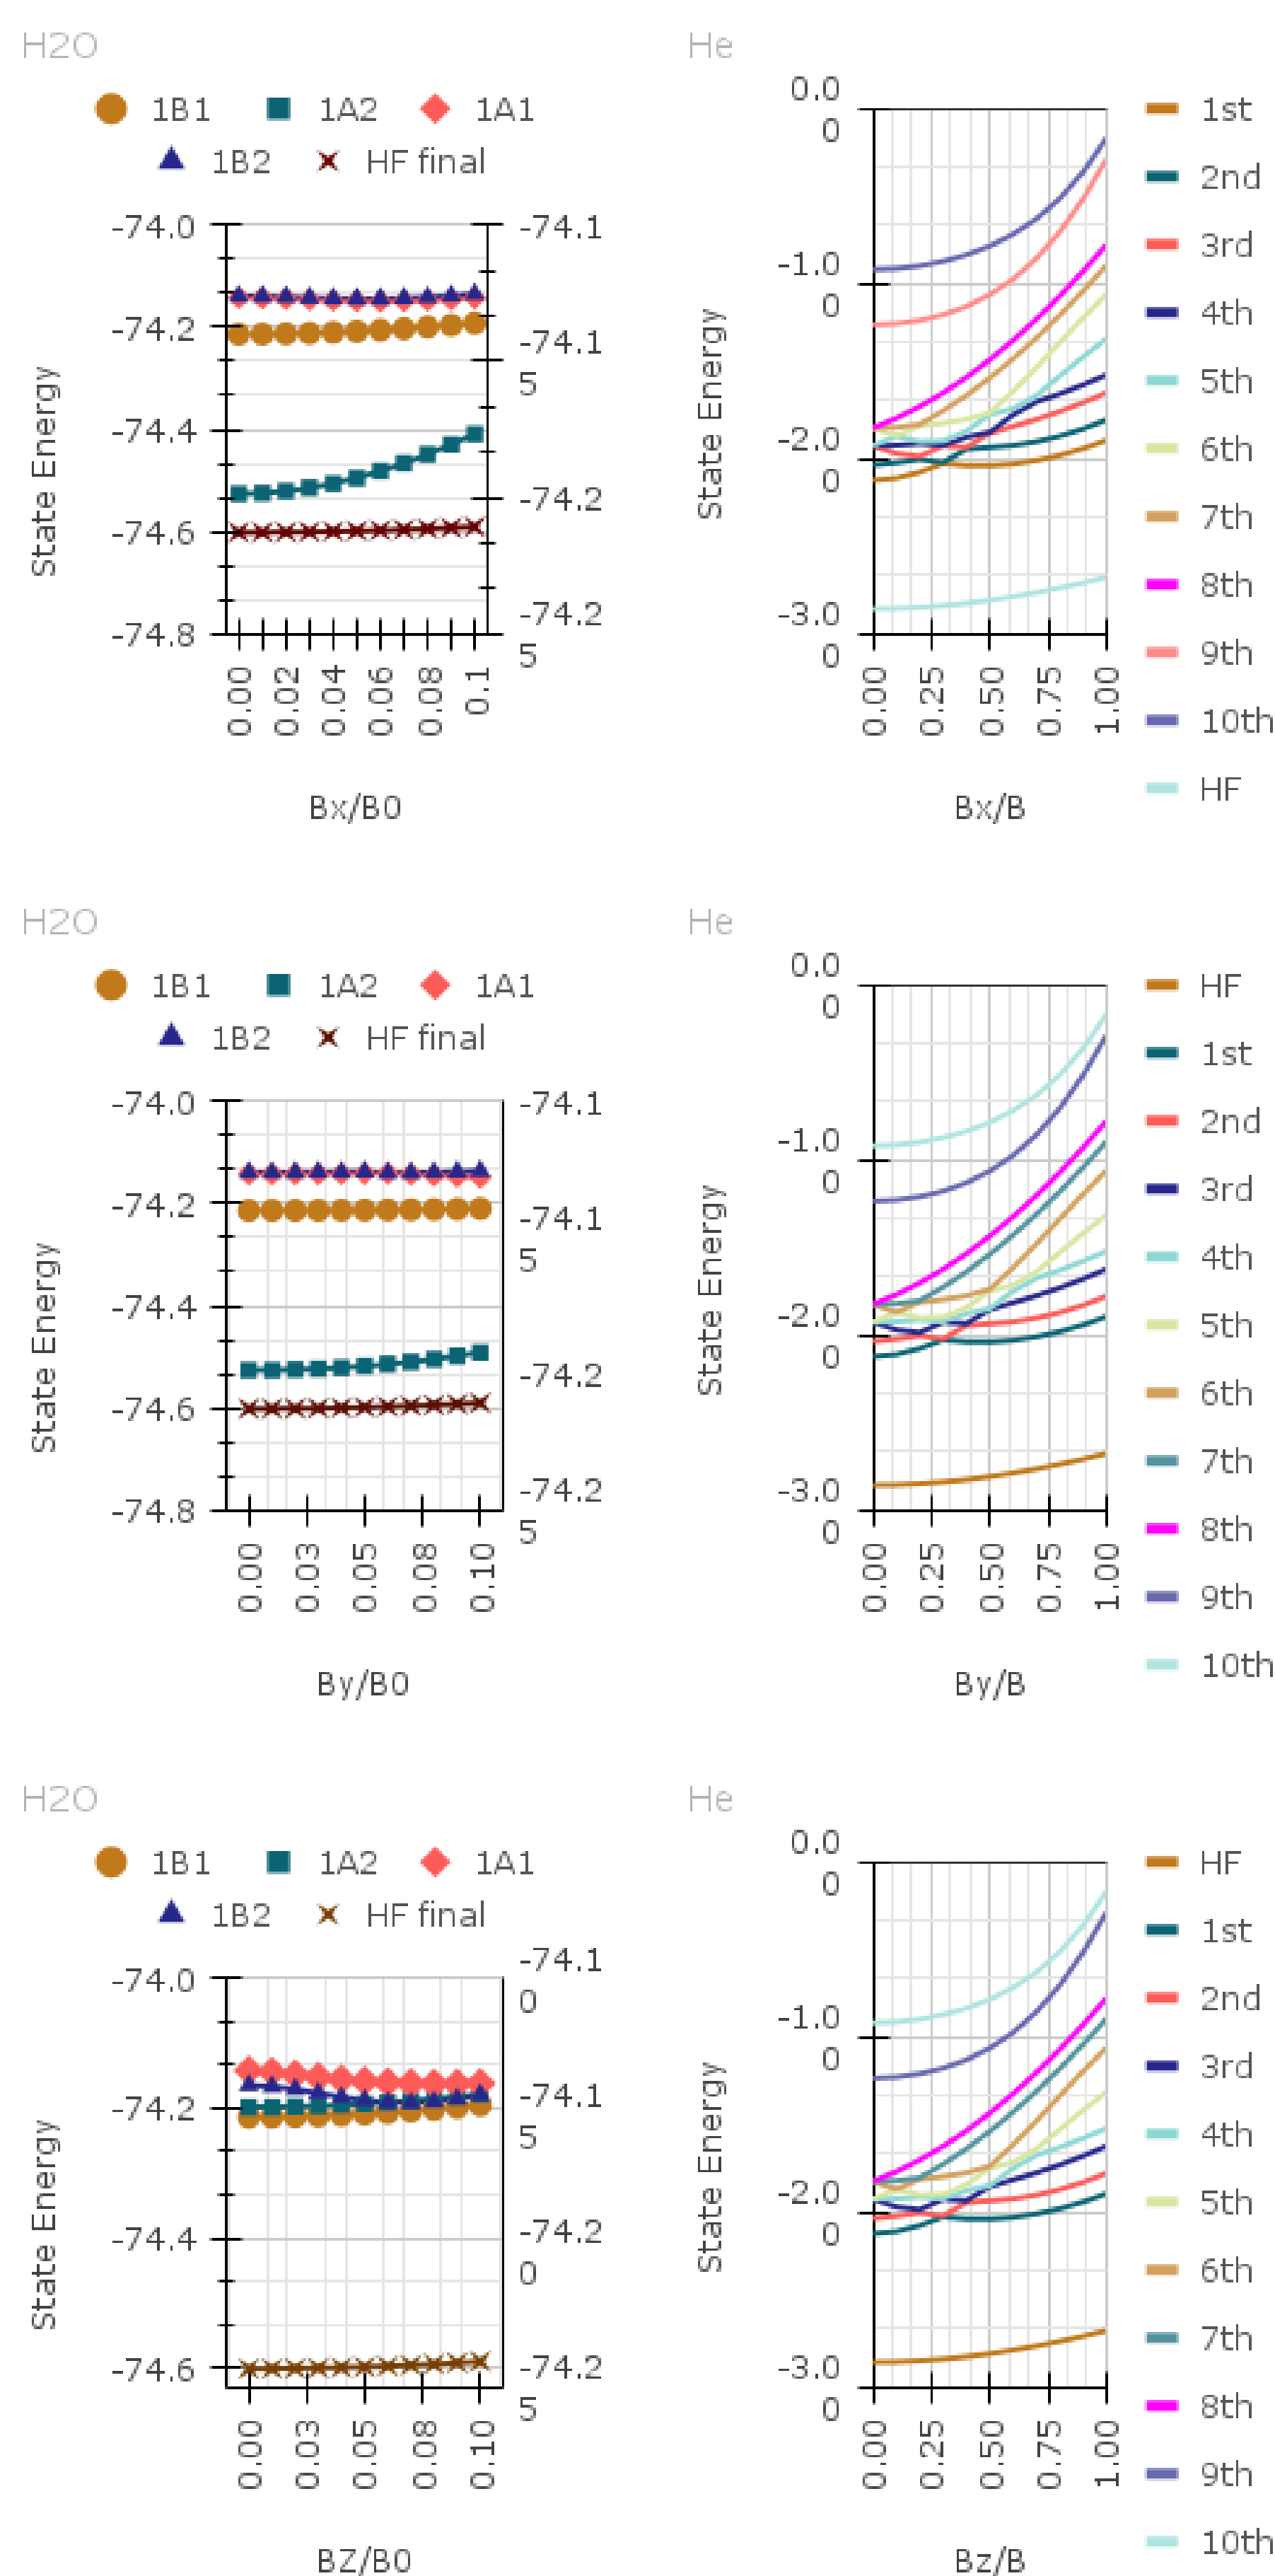 H2O
1B1 1A2 1A1
1B2 HF final
-74.0
-74.2
-74.4
-74.6
-74.8
-74.1
-74.1
5
-74.2
-74.2
5
State Energy
0.00 0.02 0.04 0.06 0.08 0.1
Bx/B0
He
0.0
0
-1.0
0
-2.0
0
-3.0
0
State Energy
0.00 0.25 0.50 0.75 1.00
Bx/B
1st
2nd
3rd
4th
5th
6th
7th
8th
9th
10th
HF
H2O
1B1 1A2 1A1
1B2 HF final
-74.0
-74.2
-74.4
-74.6
-74.8
-74.1
-74.1
5
-74.2
-74.2
5
State Energy
0.00 0.03 0.05 0.08 0.10
By/B0
He
0.0
0
-1.0
0
-2.0
0
-3.0
0
State Energy
0.00 0.25 0.50 0.75 1.00
By/B
HF
1st
2nd
3rd
4th
5th
6th
7th
8th
9th
10th
H2O
1B1 1A2 1A1
1B2 HF final
-74.0
-74.2
-74.4
-74.6
-74.1
0
-74.1
5
-74.2
0
-74.2
5
State Energy
0.00 0.03 0.05 0.08 0.10
BZ/B0
He
0.0
0
-1.0
0
-2.0
0
-3.0
0
State Energy
0.00 0.25 0.50 0.75 1.00
Bz/B
HF
1st
2nd
3rd
4th
5th
6th
7th
8th
9th
10th